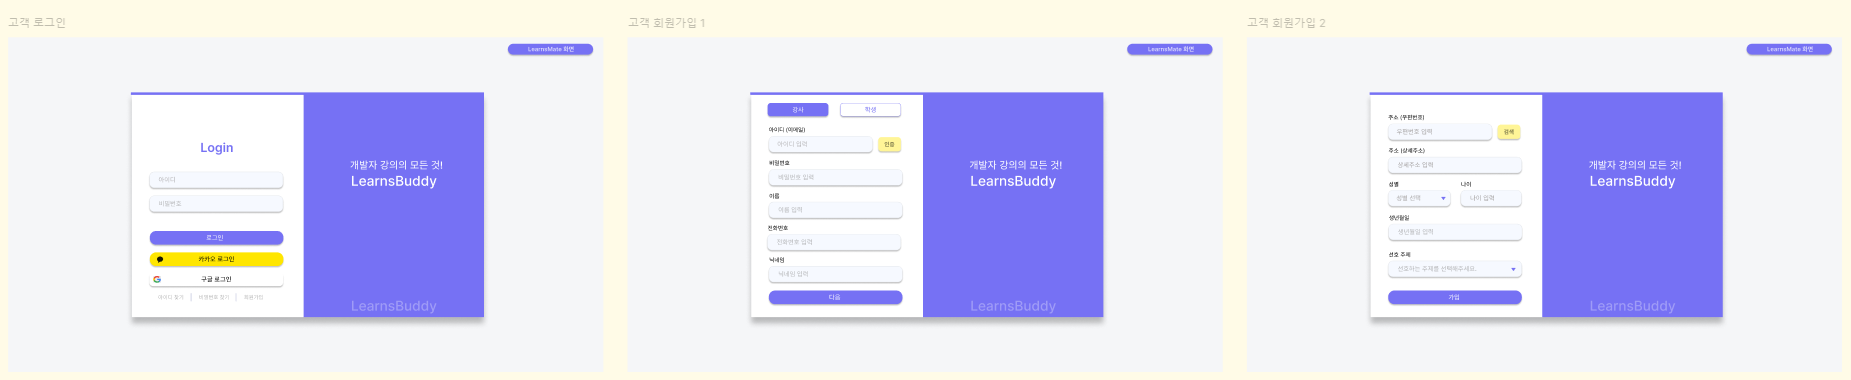 고객 로그인
LearnsMate 화면
Login
아이디
비밀번호
로그인
카카오 로그인
구글 로그인
아이디 찾기 | 비밀번호 찾기 | 회원가입
개발자 강의의 모든 것!
LearnsBuddy
LearnsBuddy
고객 회원가입 1
LearnsMate 화면
강사
학생
아이디 (이메일)
아이디 입력
인증
비밀번호
비밀번호 입력
이름
이름 입력
전화번호
전화번호 입력
닉네임
닉네임 입력
다음
개발자 강의의 모든 것!
LearnsBuddy
LearnsBuddy
고객 회원가입 2
LearnsMate 화면
주소 (우편번호)
우편번호 입력
검색
주소 (상세주소)
상세주소 입력
성별
나이
성별 선택
나이 입력
생년월일
생년월일 입력
선호 주제
선호하는 주제를 선택해주세요.
가입
개발자 강의의 모든 것!
LearnsBuddy
LearnsBuddy